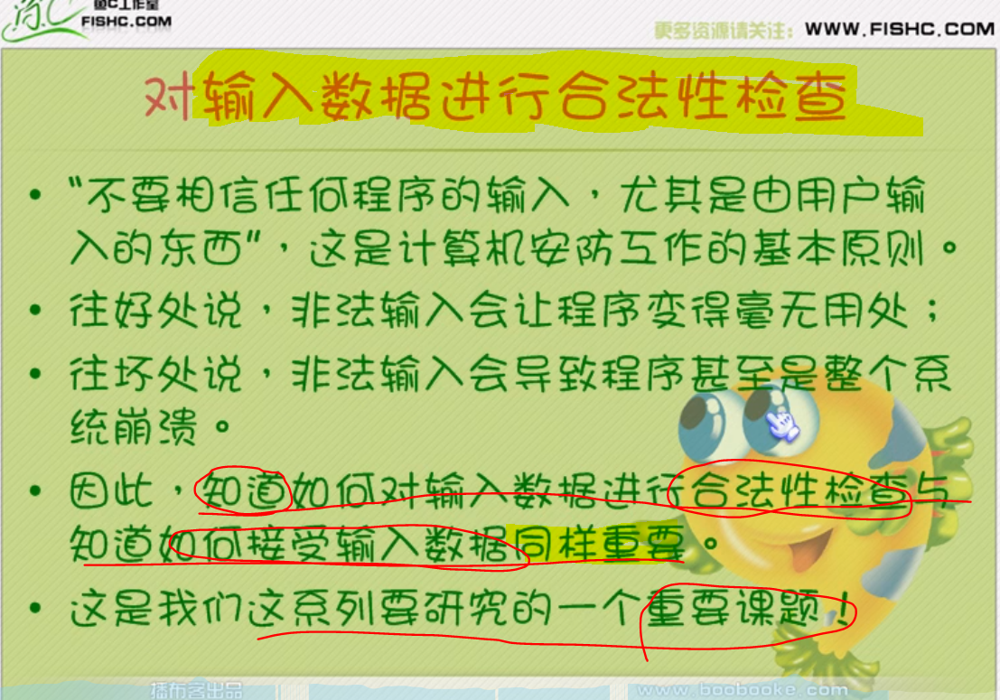 鱼C工作室
FISHC.COM
更多资源请关注：WWW.FISHC.COM
对输入数据进行合法性检查
• “不要相信任何程序的输入，尤其是由用户输
入的东西”，这是计算机安防工作的基本原则。
• 往好处说，非法输入会让程序变得毫无用处；
• 往坏处说，非法输入会导致程序甚至是整个系
统崩溃。
• 因此，知道如何对输入数据进行合法性检查与
知道如何接受输入数据同样重要。
• 这是我们这系列要研究的一个重要课题！
播布客出品
www.boobooke.com